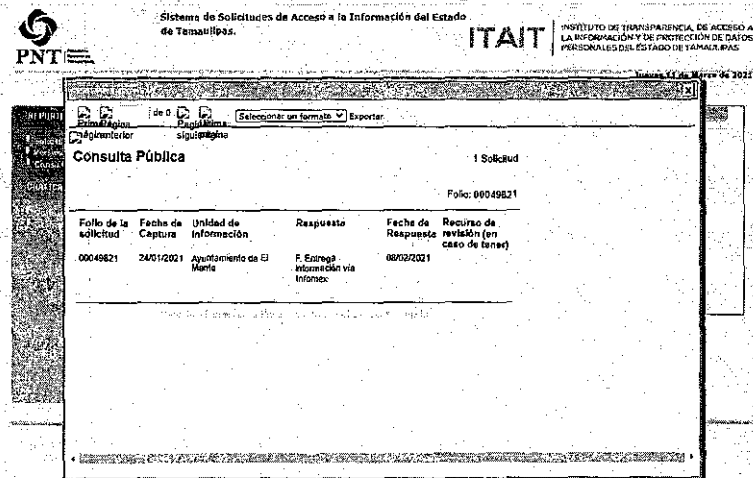 PNT
Sistema de Solicitudes de Acceso a la Información del Estado
de Tamaulipas.
ITAIT
INSTITUTO DE TRANSPARENCIA, DE ACCESO A
LA INFORMACIÓN Y DE PROTECCIÓN DE DATOS
PERSONALES DEL ESTADO DE TAMAULIPAS
Jueves 11 de Marzo de 2021
x
de 0
Seleccionar un formato
Exportar
Consulta Pública
1 Solicitud
Folio: 00049821
Folio de la solicitud
Fecha de Captura
Unidad de Información
Respuesta
Fecha de Respuesta
Recurso de revisión (en caso de tener)
00049821
24/01/2021
Ayuntamiento de El Mante
F. Entrega información vía Infomex
08/02/2021